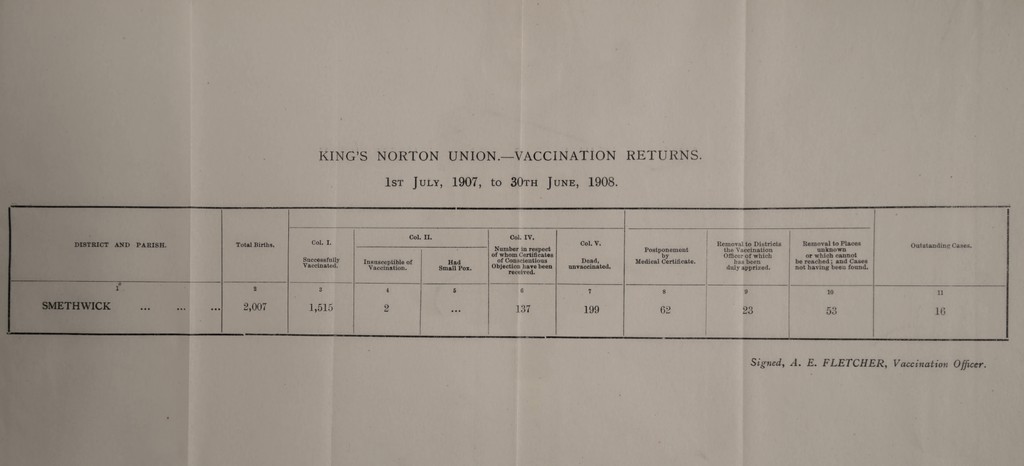 KING'S NORTON UNION.—VACCINATION RETURNS.
1ST JULY, 1907, to 30TH JUNE, 1908.
DISTRICT AND PARISH.
Total Births.
Col. I.
Successfully
Vaccinated.
Col. II.
Insusceptible of
Vaccination.
Had
Small Pox.
Col. IV.
Number in respect
of whom Certificates
of Conscientious
Objection have been
received.
Col. V.
Dead,
unvaccinated.
Postponement
by
Medical Certificate.
Removal to Districts
the Vaccination
Officer of which
has been
duly apprized.
Removal to Places
unknown
or which cannot
be reached; and Cases
not having been found.
Outstanding Cases.
1 2 3 4 5 6 7 8 9 10 11
SMETHWICK ... ... ... 2,007 1,515 2 ... 137 199 62 23 53 16
Signed, A. E. FLETCHER, Vaccination Officer.